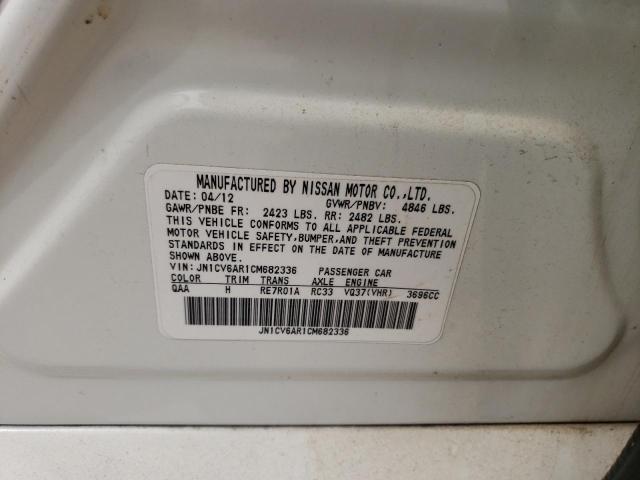 MANUFACTURED BY NISSAN MOTOR CO.,LTD.
DATE: 04/12 GVWR/PNBV: 4846 LBS.
GAWR/PNBE FR: 2423 LBS. RR: 2482 LBS.
THIS VEHICLE CONFORMS TO ALL APPLICABLE FEDERAL
MOTOR VEHICLE SAFETY, BUMPER, AND THEFT PREVENTION
STANDARDS IN EFFECT ON THE DATE OF MANUFACTURE
SHOWN ABOVE.
VIN: JN1CV6AR1CM682336 PASSENGER CAR
COLOR TRIM TRANS AXLE ENGINE
QAA H RE7R01A RC33 VQ37(VHR) 3696CC
JN1CV6AR1CM682336